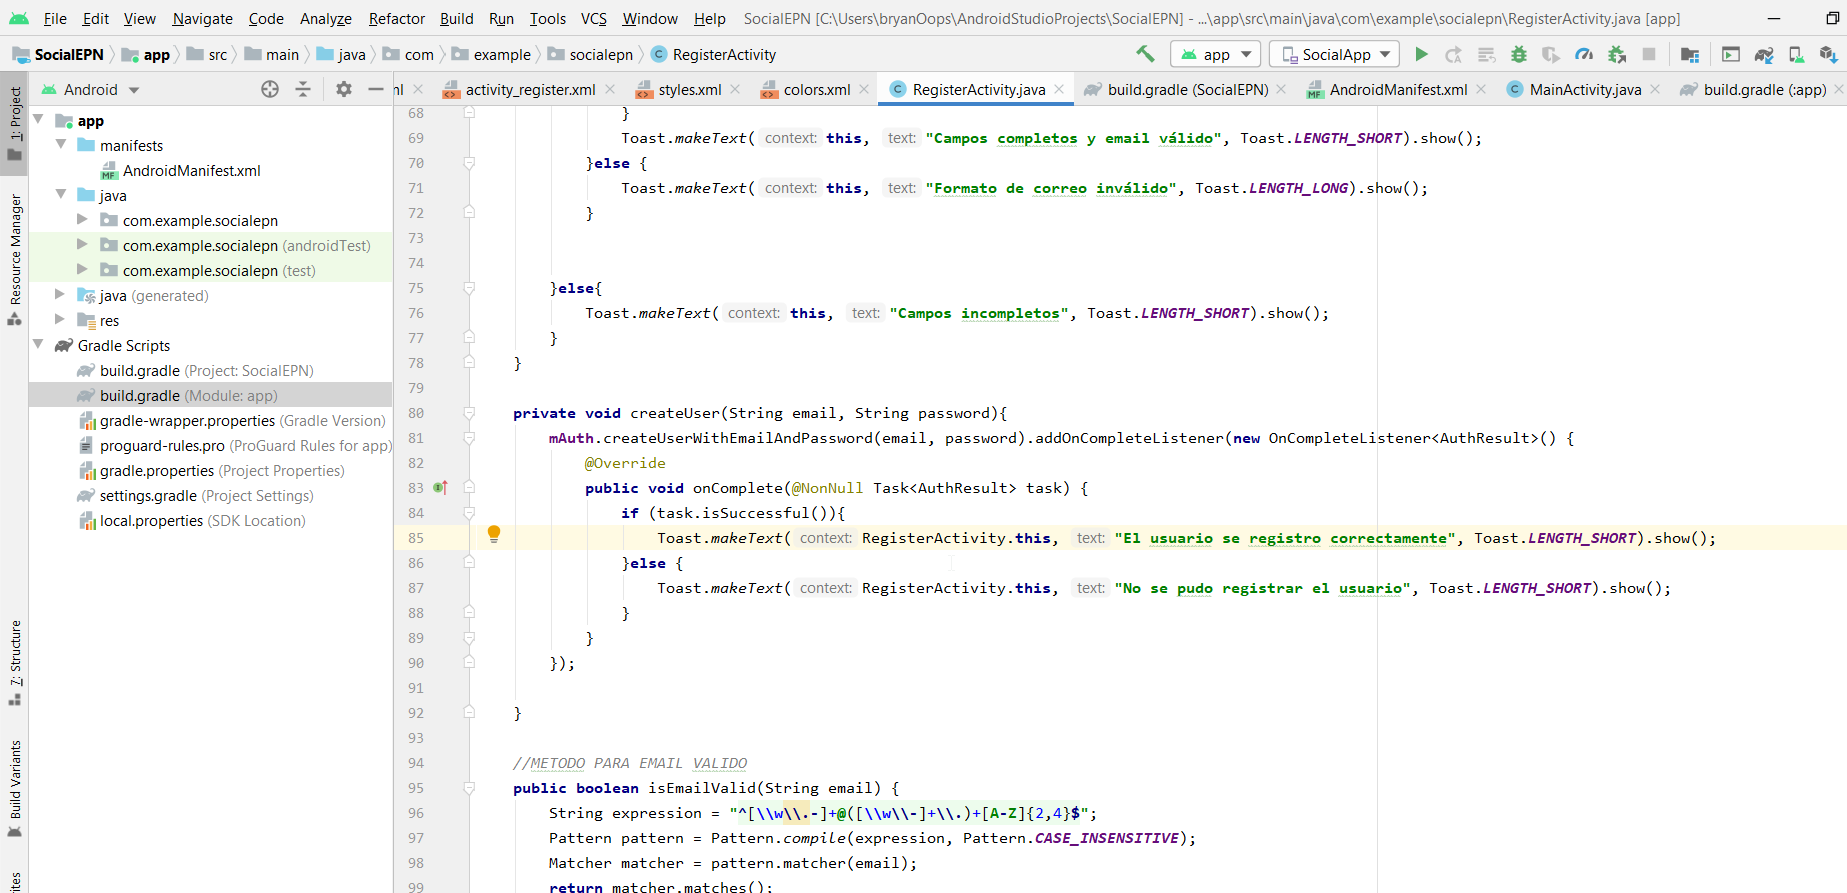 File Edit View Navigate Code Analyze Refactor Build Run Tools VCS Window Help SocialEPN [C:\Users\bryanOops\AndroidStudioProjects\SocialEPN] - ...\app\src\main\java\com\example\socialepn\RegisterActivity.java [app]
SocialEPN app src main java com example socialepn RegisterActivity app SocialApp
Android
activity_register.xml styles.xml colors.xml RegisterActivity.java build.gradle (SocialEPN) AndroidManifest.xml MainActivity.java build.gradle (:app)
1: Project
Resource Manager
7: Structure
Build Variants
app
manifests
AndroidManifest.xml
java
com.example.socialepn
com.example.socialepn (androidTest)
com.example.socialepn (test)
java (generated)
res
Gradle Scripts
build.gradle (Project: SocialEPN)
build.gradle (Module: app)
gradle-wrapper.properties (Gradle Version)
proguard-rules.pro (ProGuard Rules for app)
gradle.properties (Project Properties)
settings.gradle (Project Settings)
local.properties (SDK Location)
68 }
69 Toast.makeText( context: this, text: "Campos completos y email válido", Toast.LENGTH_SHORT).show();
70 }else {
71 Toast.makeText( context: this, text: "Formato de correo inválido", Toast.LENGTH_LONG).show();
72 }
73
74
75 }else{
76 Toast.makeText( context: this, text: "Campos incompletos", Toast.LENGTH_SHORT).show();
77 }
78 }
79
80 private void createUser(String email, String password){
81 mAuth.createUserWithEmailAndPassword(email, password).addOnCompleteListener(new OnCompleteListener<AuthResult>() {
82 @Override
83 public void onComplete(@NonNull Task<AuthResult> task) {
84 if (task.isSuccessful()){
85 Toast.makeText( context: RegisterActivity.this, text: "El usuario se registro correctamente", Toast.LENGTH_SHORT).show();
86 }else {
87 Toast.makeText( context: RegisterActivity.this, text: "No se pudo registrar el usuario", Toast.LENGTH_SHORT).show();
88 }
89 }
90 });
91
92 }
93
94 //METODO PARA EMAIL VALIDO
95 public boolean isEmailValid(String email) {
96 String expression = "^[\\w\\.-]+@([\\w\\-]+\\.)+[A-Z]{2,4}$";
97 Pattern pattern = Pattern.compile(expression, Pattern.CASE_INSENSITIVE);
98 Matcher matcher = pattern.matcher(email);
99 return matcher.matches();